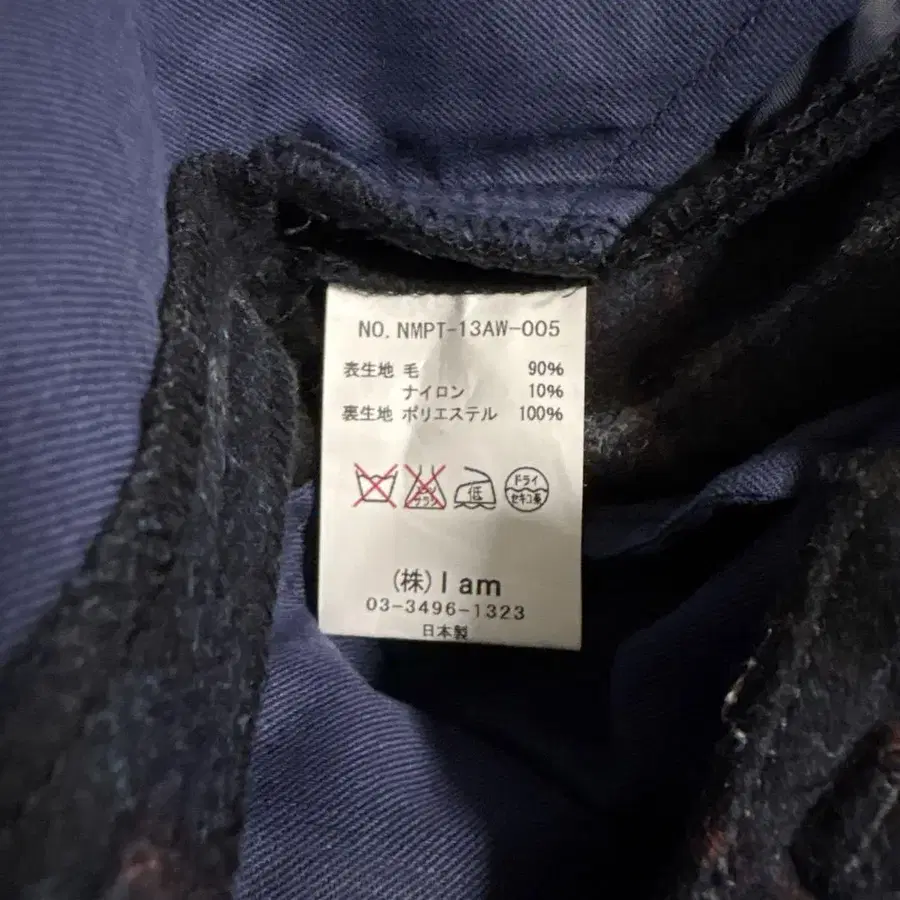 NO. NMPT-13AW-005
表生地 毛 90%
ナイロン 10%
裏生地 ポリエステル 100%
低 ドライ
セキユ系
(株) I am
03-3496-1323
日本製